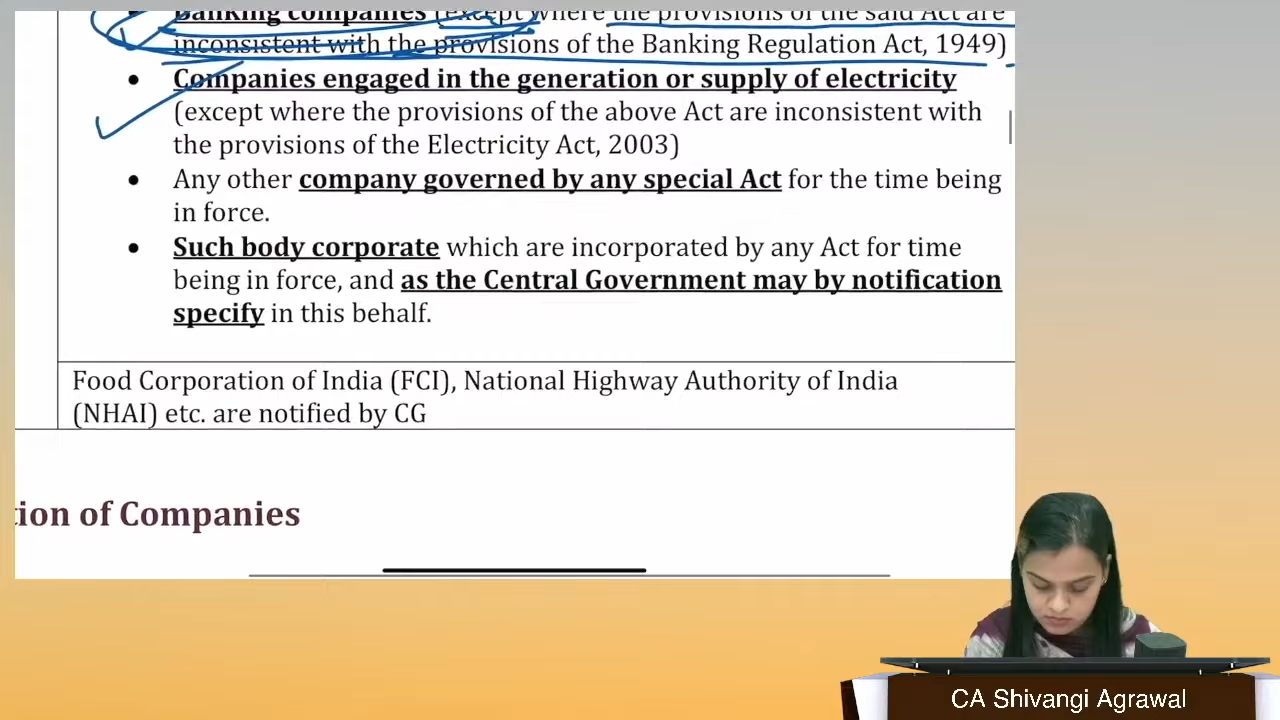 Banking companies (except where the provisions of the said Act are
inconsistent with the provisions of the Banking Regulation Act, 1949)
• Companies engaged in the generation or supply of electricity
(except where the provisions of the above Act are inconsistent with
the provisions of the Electricity Act, 2003)
• Any other company governed by any special Act for the time being
in force.
• Such body corporate which are incorporated by any Act for time
being in force, and as the Central Government may by notification
specify in this behalf.
Food Corporation of India (FCI), National Highway Authority of India
(NHAI) etc. are notified by CG
tion of Companies
CA Shivangi Agrawal